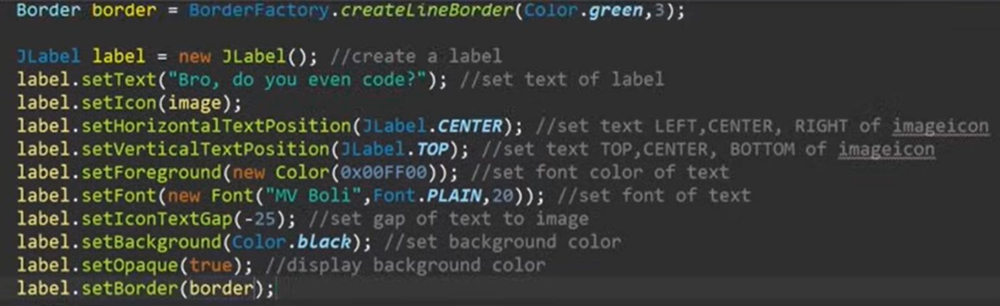 Border border = BorderFactory.createLineBorder(Color.green,3);
JLabel label = new JLabel(); //create a label
label.setText("Bro, do you even code?"); //set text of label
label.setIcon(image);
label.setHorizontalTextPosition(JLabel.CENTER); //set text LEFT,CENTER, RIGHT of imageicon
label.setVerticalTextPosition(JLabel.TOP); //set text TOP,CENTER, BOTTOM of imageicon
label.setForeground(new Color(0x00FF00)); //set font color of text
label.setFont(new Font("MV Boli",Font.PLAIN,20)); //set font of text
label.setIconTextGap(-25); //set gap of text to image
label.setBackground(Color.black); //set background color
label.setOpaque(true); //display background color
label.setBorder(border);